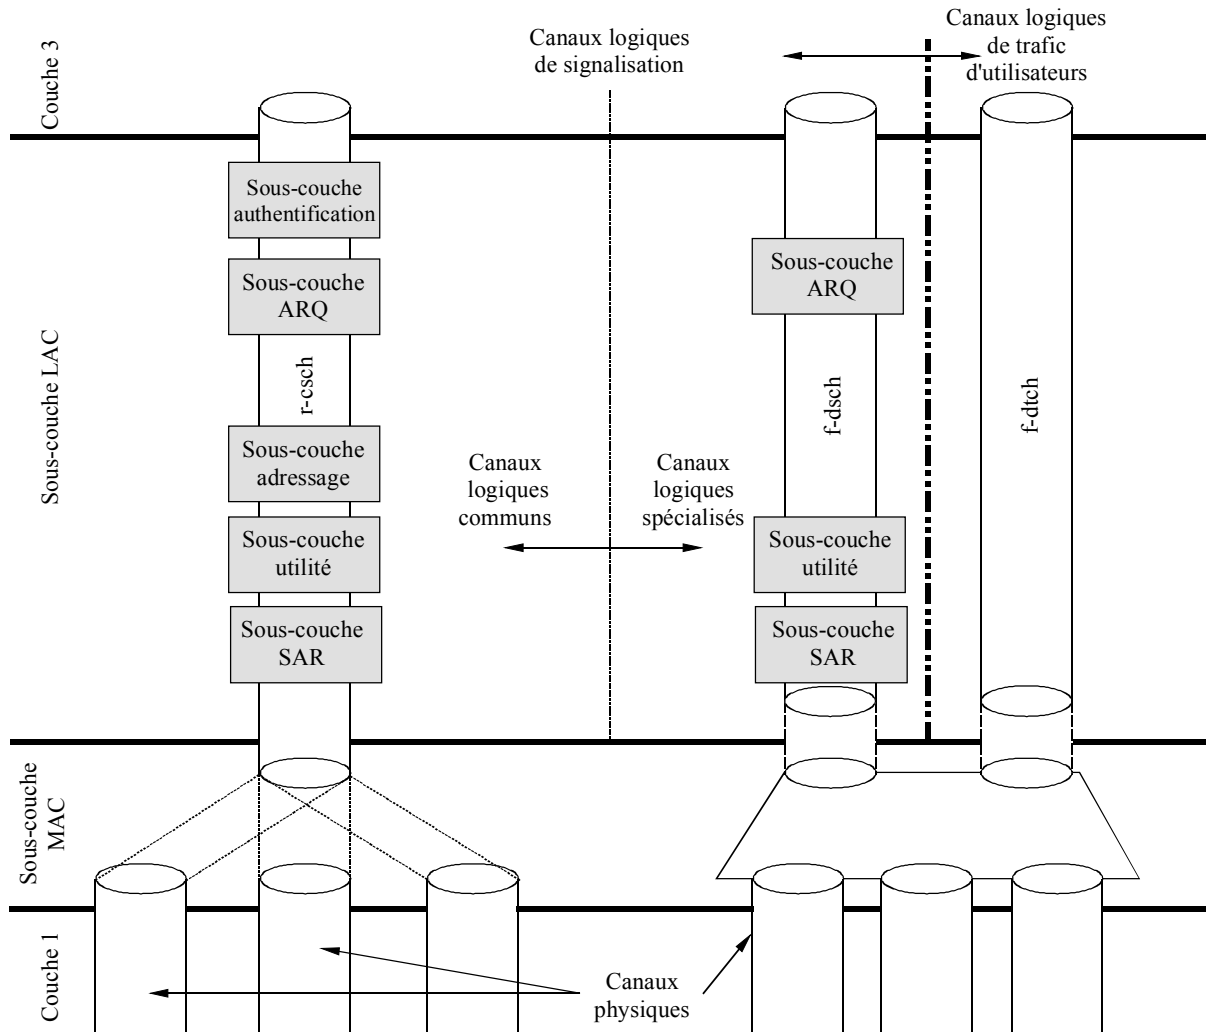 Couche 3
Canaux logiques
de signalisation
Canaux logiques
de trafic
d'utilisateurs
Sous-couche LAC
Sous-couche
authentification
Sous-couche
ARQ
r-csch
Sous-couche
adressage
Sous-couche
utilité
Sous-couche
SAR
Canaux
logiques
communs
Canaux
logiques
spécialisés
Sous-couche
ARQ
f-dsch
Sous-couche
utilité
Sous-couche
SAR
f-dtch
Sous-couche
MAC
Couche 1
Canaux
physiques